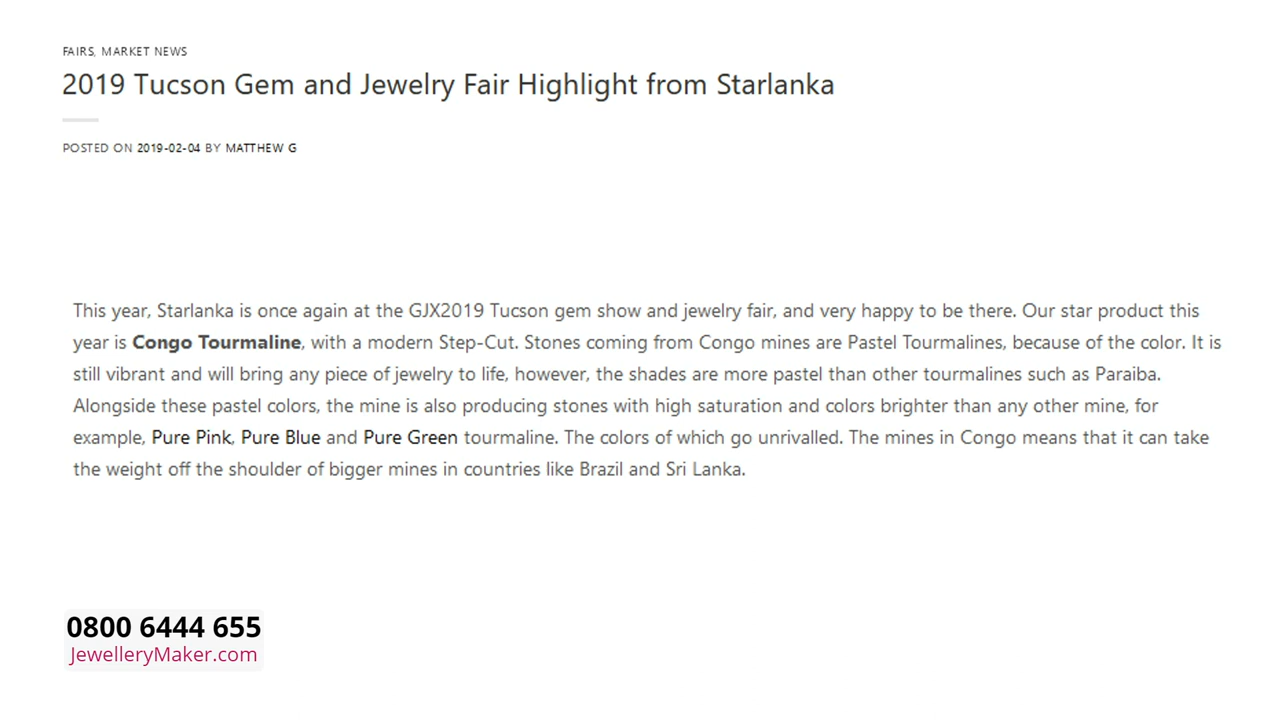 FAIRS, MARKET NEWS
2019 Tucson Gem and Jewelry Fair Highlight from Starlanka
POSTED ON 2019-02-04 BY MATTHEW G
This year, Starlanka is once again at the GJX2019 Tucson gem show and jewelry fair, and very happy to be there. Our star product this
year is Congo Tourmaline, with a modern Step-Cut. Stones coming from Congo mines are Pastel Tourmalines, because of the color. It is
still vibrant and will bring any piece of jewelry to life, however, the shades are more pastel than other tourmalines such as Paraiba.
Alongside these pastel colors, the mine is also producing stones with high saturation and colors brighter than any other mine, for
example, Pure Pink, Pure Blue and Pure Green tourmaline. The colors of which go unrivalled. The mines in Congo means that it can take
the weight off the shoulder of bigger mines in countries like Brazil and Sri Lanka.
0800 6444 655
JewelleryMaker.com